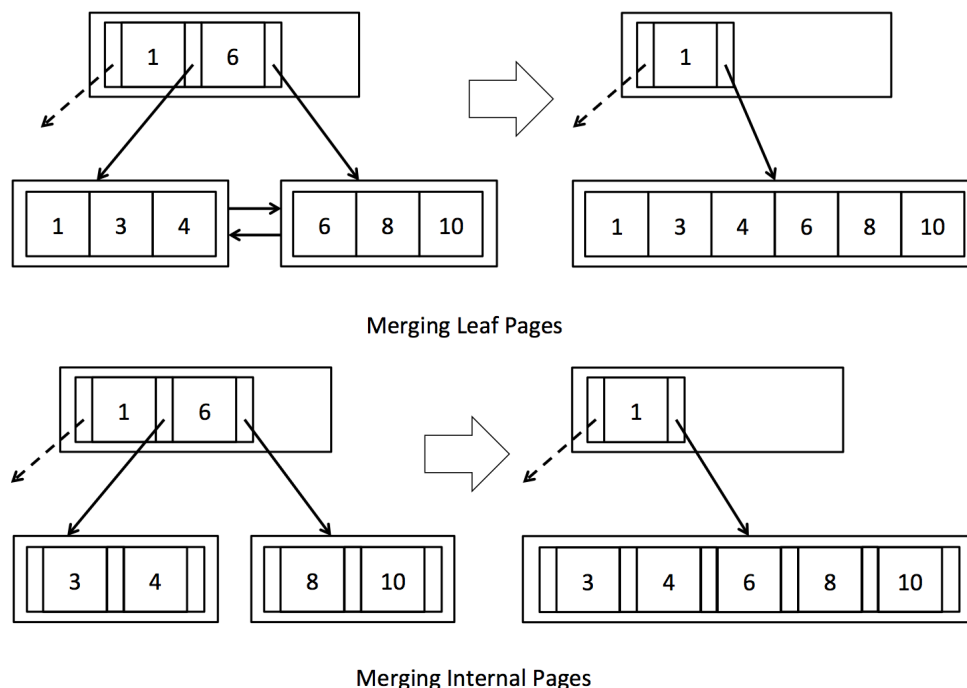 1 6
1
1 3 4
6 8 10
1 3 4 6 8 10
Merging Leaf Pages
1 6
1
3 4
8 10
3 4 6 8 10
Merging Internal Pages